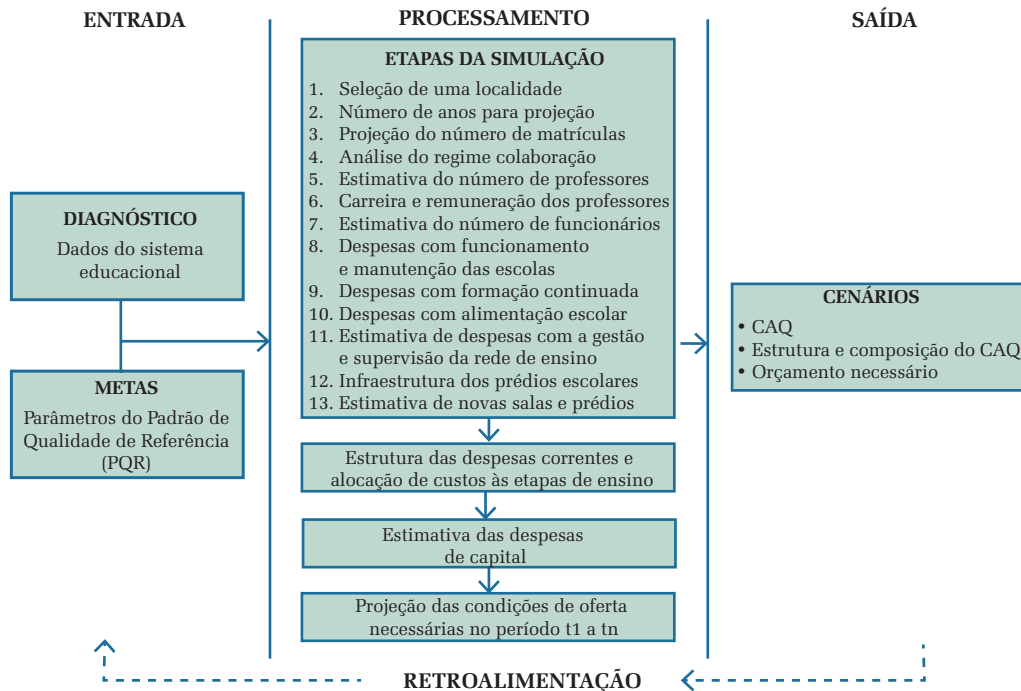 ENTRADA
PROCESSAMENTO
SAÍDA
DIAGNÓSTICO
Dados do sistema
educacional
METAS
Parâmetros do Padrão de
Qualidade de Referência
(PQR)
ETAPAS DA SIMULAÇÃO
1. Seleção de uma localidade
2. Número de anos para projeção
3. Projeção do número de matrículas
4. Análise do regime colaboração
5. Estimativa do número de professores
6. Carreira e remuneração dos professores
7. Estimativa do número de funcionários
8. Despesas com funcionamento
e manutenção das escolas
9. Despesas com formação continuada
10. Despesas com alimentação escolar
11. Estimativa de despesas com a gestão
e supervisão da rede de ensino
12. Infraestrutura dos prédios escolares
13. Estimativa de novas salas e prédios
Estrutura das despesas correntes e
alocação de custos às etapas de ensino
Estimativa das despesas
de capital
Projeção das condições de oferta
necessárias no período t1 a tn
CENÁRIOS
• CAQ
• Estrutura e composição do CAQ
• Orçamento necessário
RETROALIMENTAÇÃO